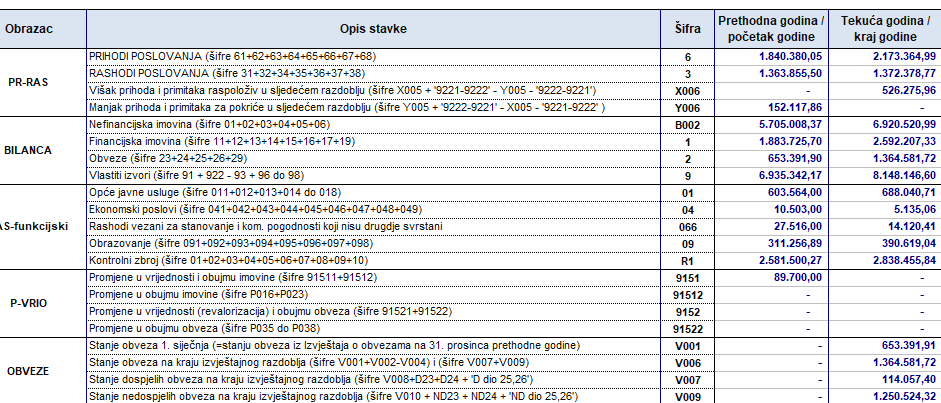 Obrazac Opis stavke Šifra Prethodna godina / početak godine Tekuća godina / kraj godine
PR-RAS
PRIHODI POSLOVANJA (šifre 61+62+63+64+65+66+67+68) 6 1.840.380,05 2.173.364,99
RASHODI POSLOVANJA (šifre 31+32+34+35+36+37+38) 3 1.363.855,50 1.372.378,77
Višak prihoda i primitaka raspoloživ u sljedećem razdoblju (šifre X005 + '9221-9222' - Y005 - '9222-9221') X006 - 526.275,96
Manjak prihoda i primitaka za pokriće u sljedećem razdoblju (šifre Y005 + '9222-9221' - X005 - '9221-9222' ) Y006 152.117,86 -
BILANCA
Nefinancijska imovina (šifre 01+02+03+04+05+06) B002 5.705.008,37 6.920.520,99
Financijska imovina (šifre 11+12+13+14+15+16+17+19) 1 1.883.725,70 2.592.207,33
Obveze (šifre 23+24+25+26+29) 2 653.391,90 1.364.581,72
Vlastiti izvori (šifre 91 + 922 - 93 + 96 do 98) 9 6.935.342,17 8.148.146,60
AS-funkcijski
Opće javne usluge (šifre 011+012+013+014 do 018) 01 603.564,00 688.040,71
Ekonomski poslovi (šifre 041+042+043+044+045+046+047+048+049) 04 10.503,00 5.135,06
Rashodi vezani za stanovanje i kom. pogodnosti koji nisu drugdje svrstani 066 27.516,00 14.120,41
Obrazovanje (šifre 091+092+093+094+095+096+097+098) 09 311.256,89 390.619,04
Kontrolni zbroj (šifre 01+02+03+04+05+06+07+08+09+10) R1 2.581.500,27 2.838.455,84
P-VRIO
Promjene u vrijednosti i obujmu imovine (šifre 91511+91512) 9151 89.700,00 -
Promjene u obujmu imovine (šifre P016+P023) 91512 - -
Promjene u vrijednosti (revalorizacija) i obujmu obveza (šifre 91521+91522) 9152 - -
Promjene u obujmu obveza (šifre P035 do P038) 91522 - -
OBVEZE
Stanje obveza 1. siječnja (=stanju obveza iz Izvještaja o obvezama na 31. prosinca prethodne godine) V001 - 653.391,91
Stanje obveza na kraju izvještajnog razdoblja (šifre V001+V002-V004) i (šifre V007+V009) V006 - 1.364.581,72
Stanje dospjelih obveza na kraju izvještajnog razdoblja (šifre V008+D23+D24 + 'D dio 25,26') V007 - 114.057,40
Stanje nedospjelih obveza na kraju izvještajnog razdoblja (šifre V010 + ND23 + ND24 + 'ND dio 25,26') V009 - 1.250.524,32